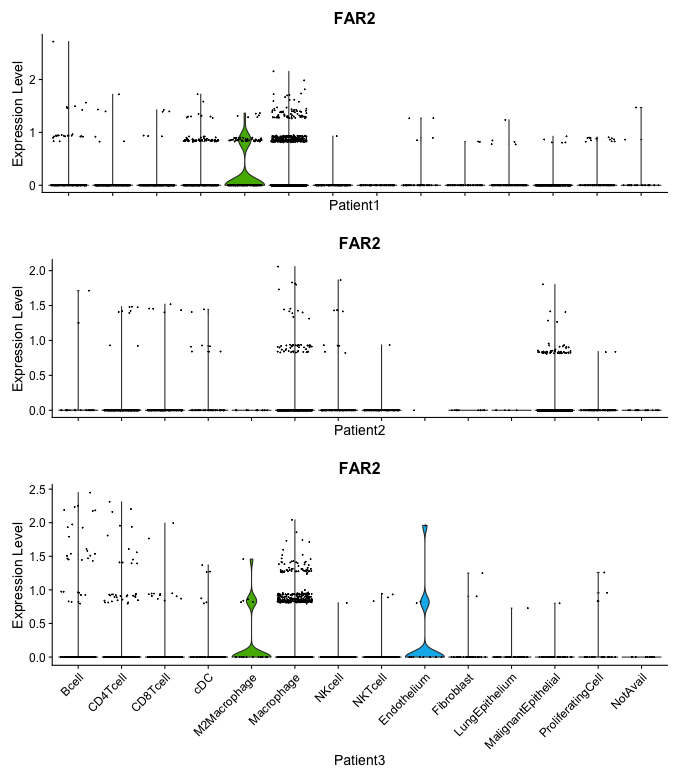 FAR2
Expression Level
2
1
0
Patient1
FAR2
Expression Level
2.0
1.5
1.0
0.5
0.0
Patient2
FAR2
Expression Level
2.5
2.0
1.5
1.0
0.5
0.0
Bcell
CD4Tcell
CD8Tcell
cDC
M2Macrophage
Macrophage
NKcell
NKTcell
Endothelium
Fibroblast
LungEpithelium
MalignantEpithelial
ProliferatingCell
NotAvail
Patient3